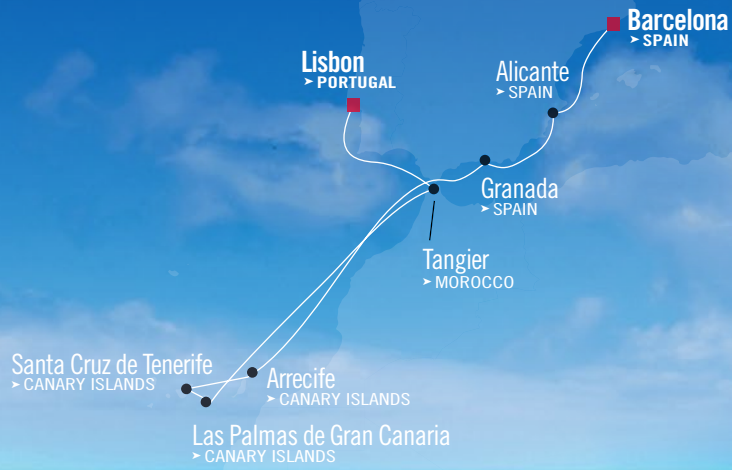 Barcelona
➤ SPAIN
Lisbon
➤ PORTUGAL
Alicante
➤ SPAIN
Granada
➤ SPAIN
Tangier
➤ MOROCCO
Santa Cruz de Tenerife
➤ CANARY ISLANDS
Arrecife
➤ CANARY ISLANDS
Las Palmas de Gran Canaria
➤ CANARY ISLANDS